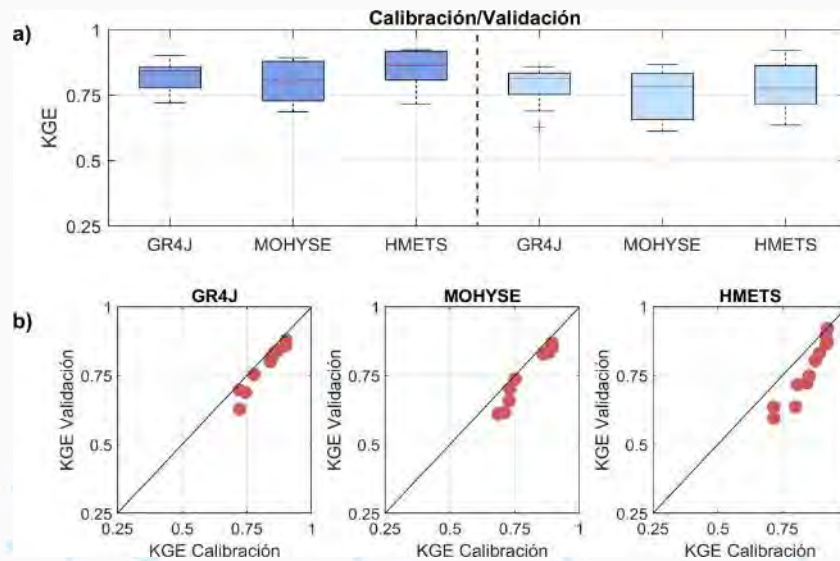 Calibración/Validación
a)
1
0.75
0.5
0.25
KGE
GR4J MOHYSE HMETS GR4J MOHYSE HMETS
b)
GR4J
1
0.75
0.5
0.25
KGE Validación
0.25 0.5 0.75 1
KGE Calibración
MOHYSE
1
0.75
0.5
0.25
KGE Validación
0.25 0.5 0.75 1
KGE Calibración
HMETS
1
0.75
0.5
0.25
KGE Validación
0.25 0.5 0.75
KGE Calibración